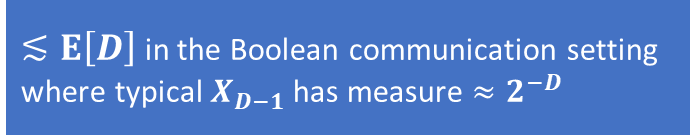 ≲ E[D] in the Boolean communication setting
where typical X_{D−1} has measure ≈ 2^{−D}